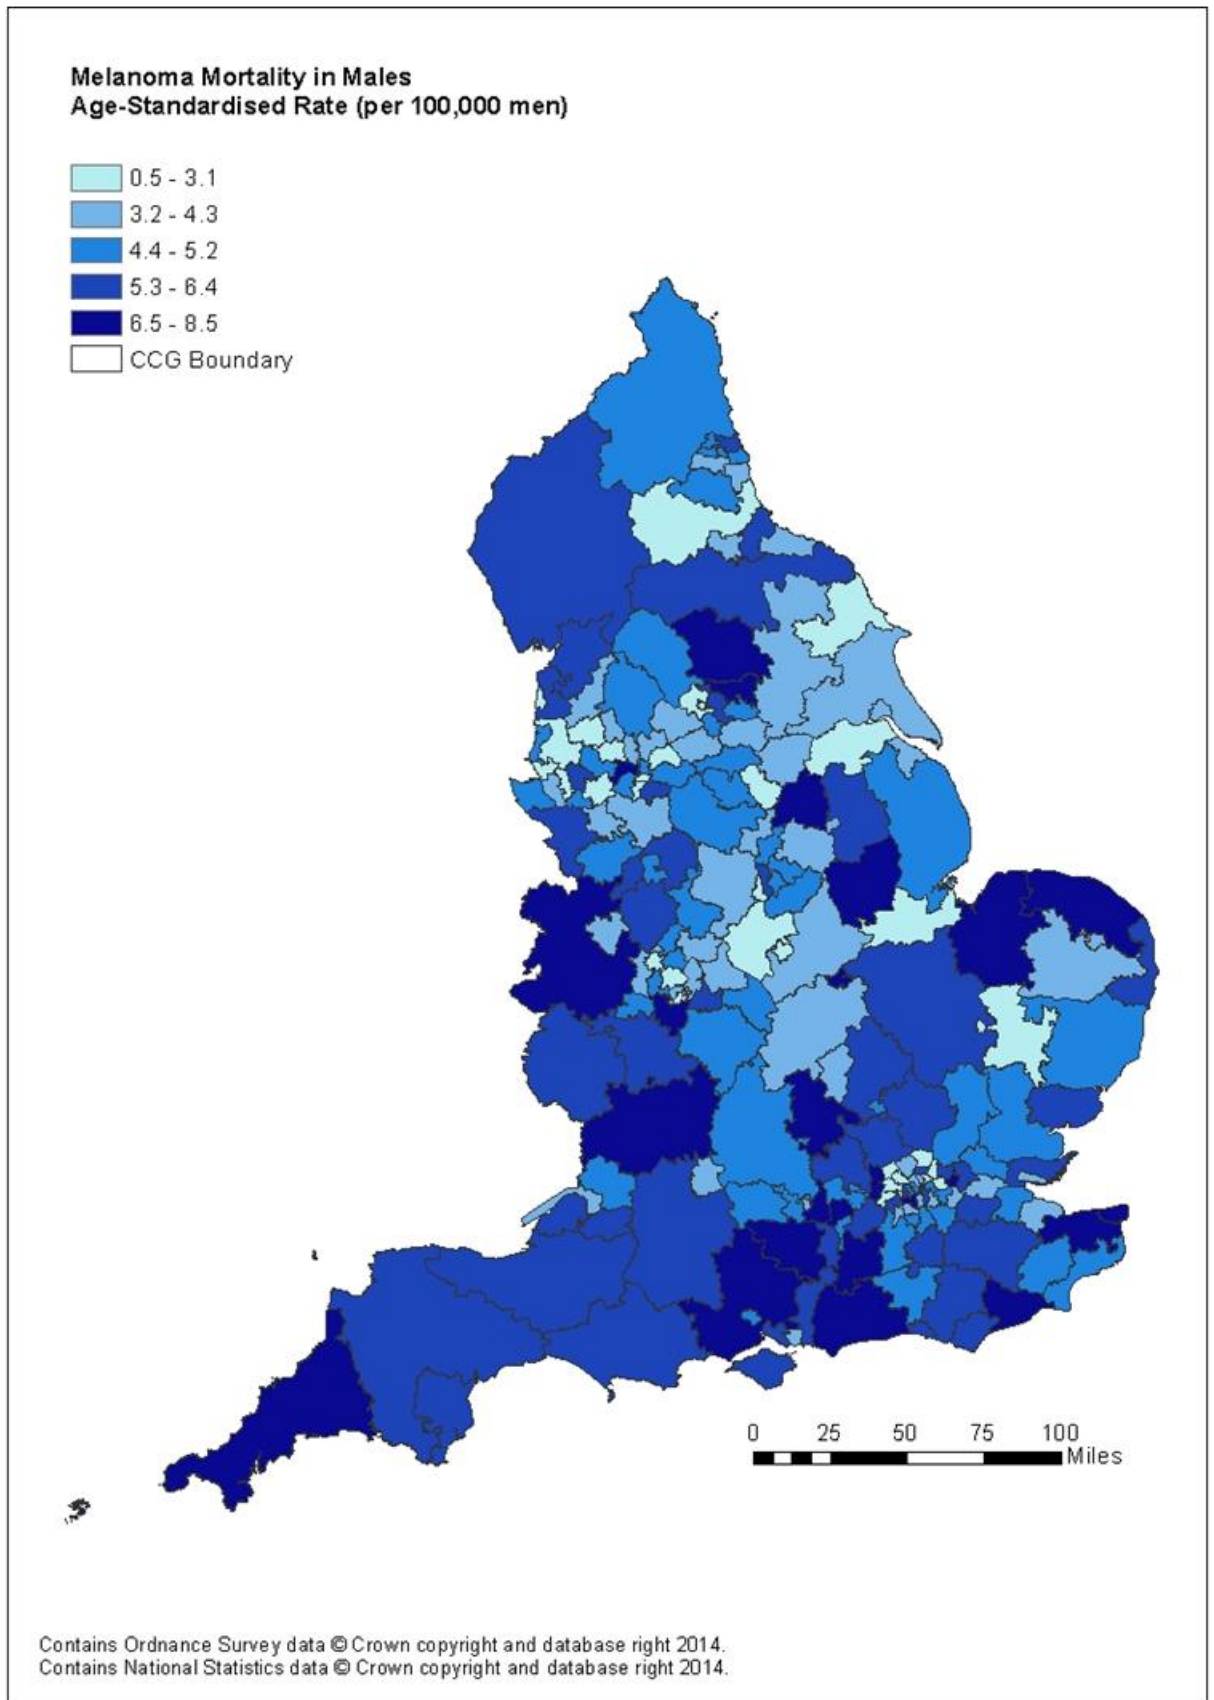 Melanoma Mortality in Males
Age-Standardised Rate (per 100,000 men)
0.5 - 3.1
3.2 - 4.3
4.4 - 5.2
5.3 - 6.4
6.5 - 8.5
CCG Boundary
0 25 50 75 100
Miles
Contains Ordnance Survey data © Crown copyright and database right 2014.
Contains National Statistics data © Crown copyright and database right 2014.